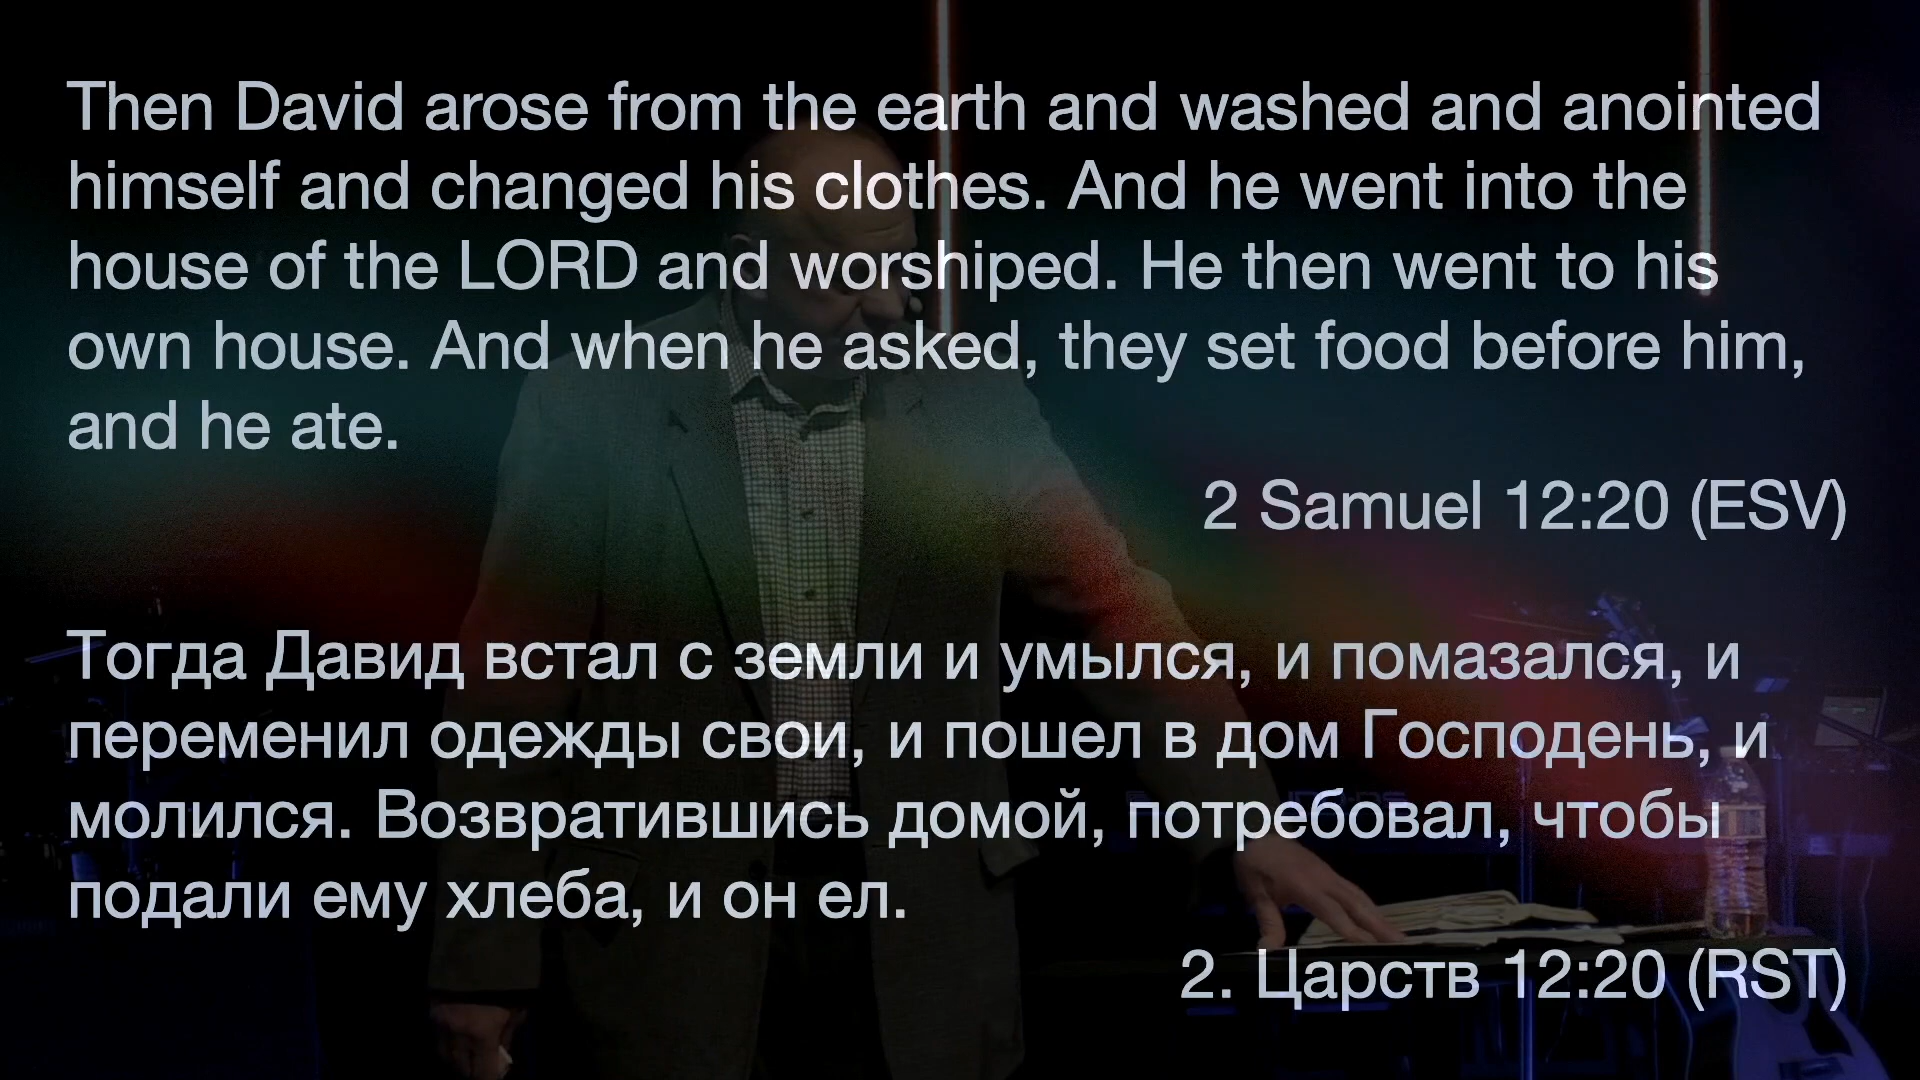 Then David arose from the earth and washed and anointed
himself and changed his clothes. And he went into the
house of the LORD and worshiped. He then went to his
own house. And when he asked, they set food before him,
and he ate.
2 Samuel 12:20 (ESV)
Тогда Давид встал с земли и умылся, и помазался, и
переменил одежды свои, и пошел в дом Господень, и
молился. Возвратившись домой, потребовал, чтобы
подали ему хлеба, и он ел.
2. Царств 12:20 (RST)